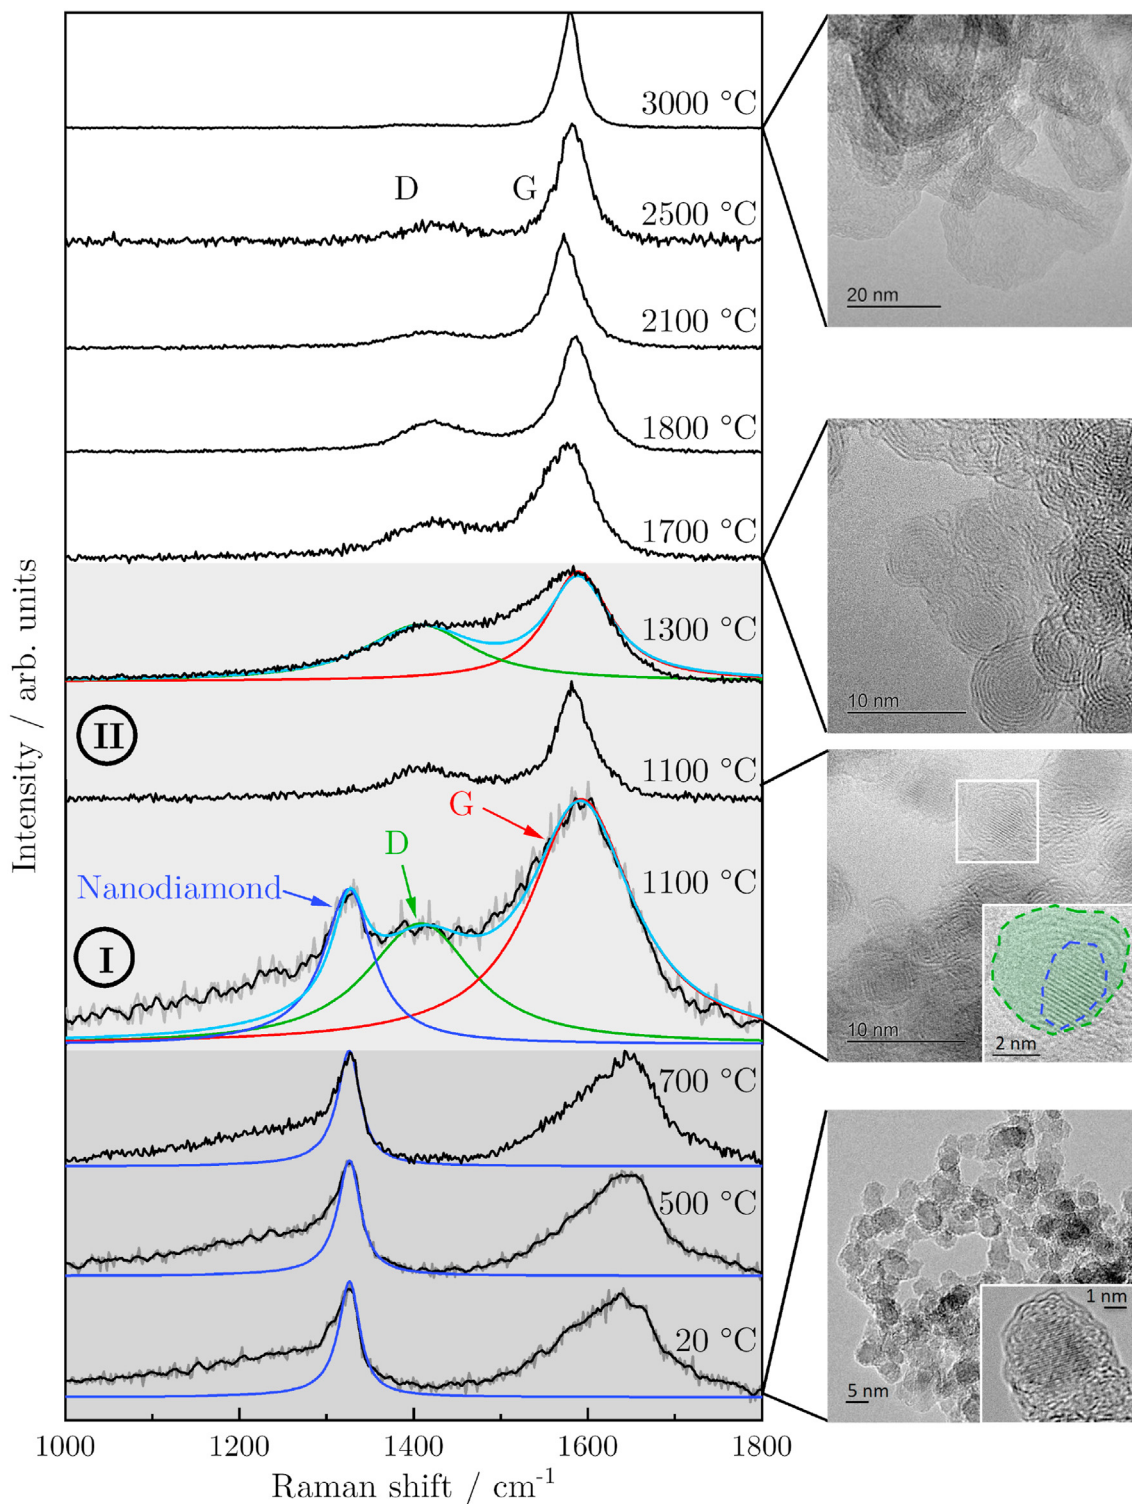 3000 °C
D G
2500 °C
2100 °C
1800 °C
1700 °C
1300 °C
II
1100 °C
G
D
1100 °C
Nanodiamond
I
700 °C
500 °C
20 °C
1000 1200 1400 1600 1800
Raman shift / cm-1
Intensity / arb. units
20 nm
10 nm
10 nm
2 nm
1 nm
5 nm